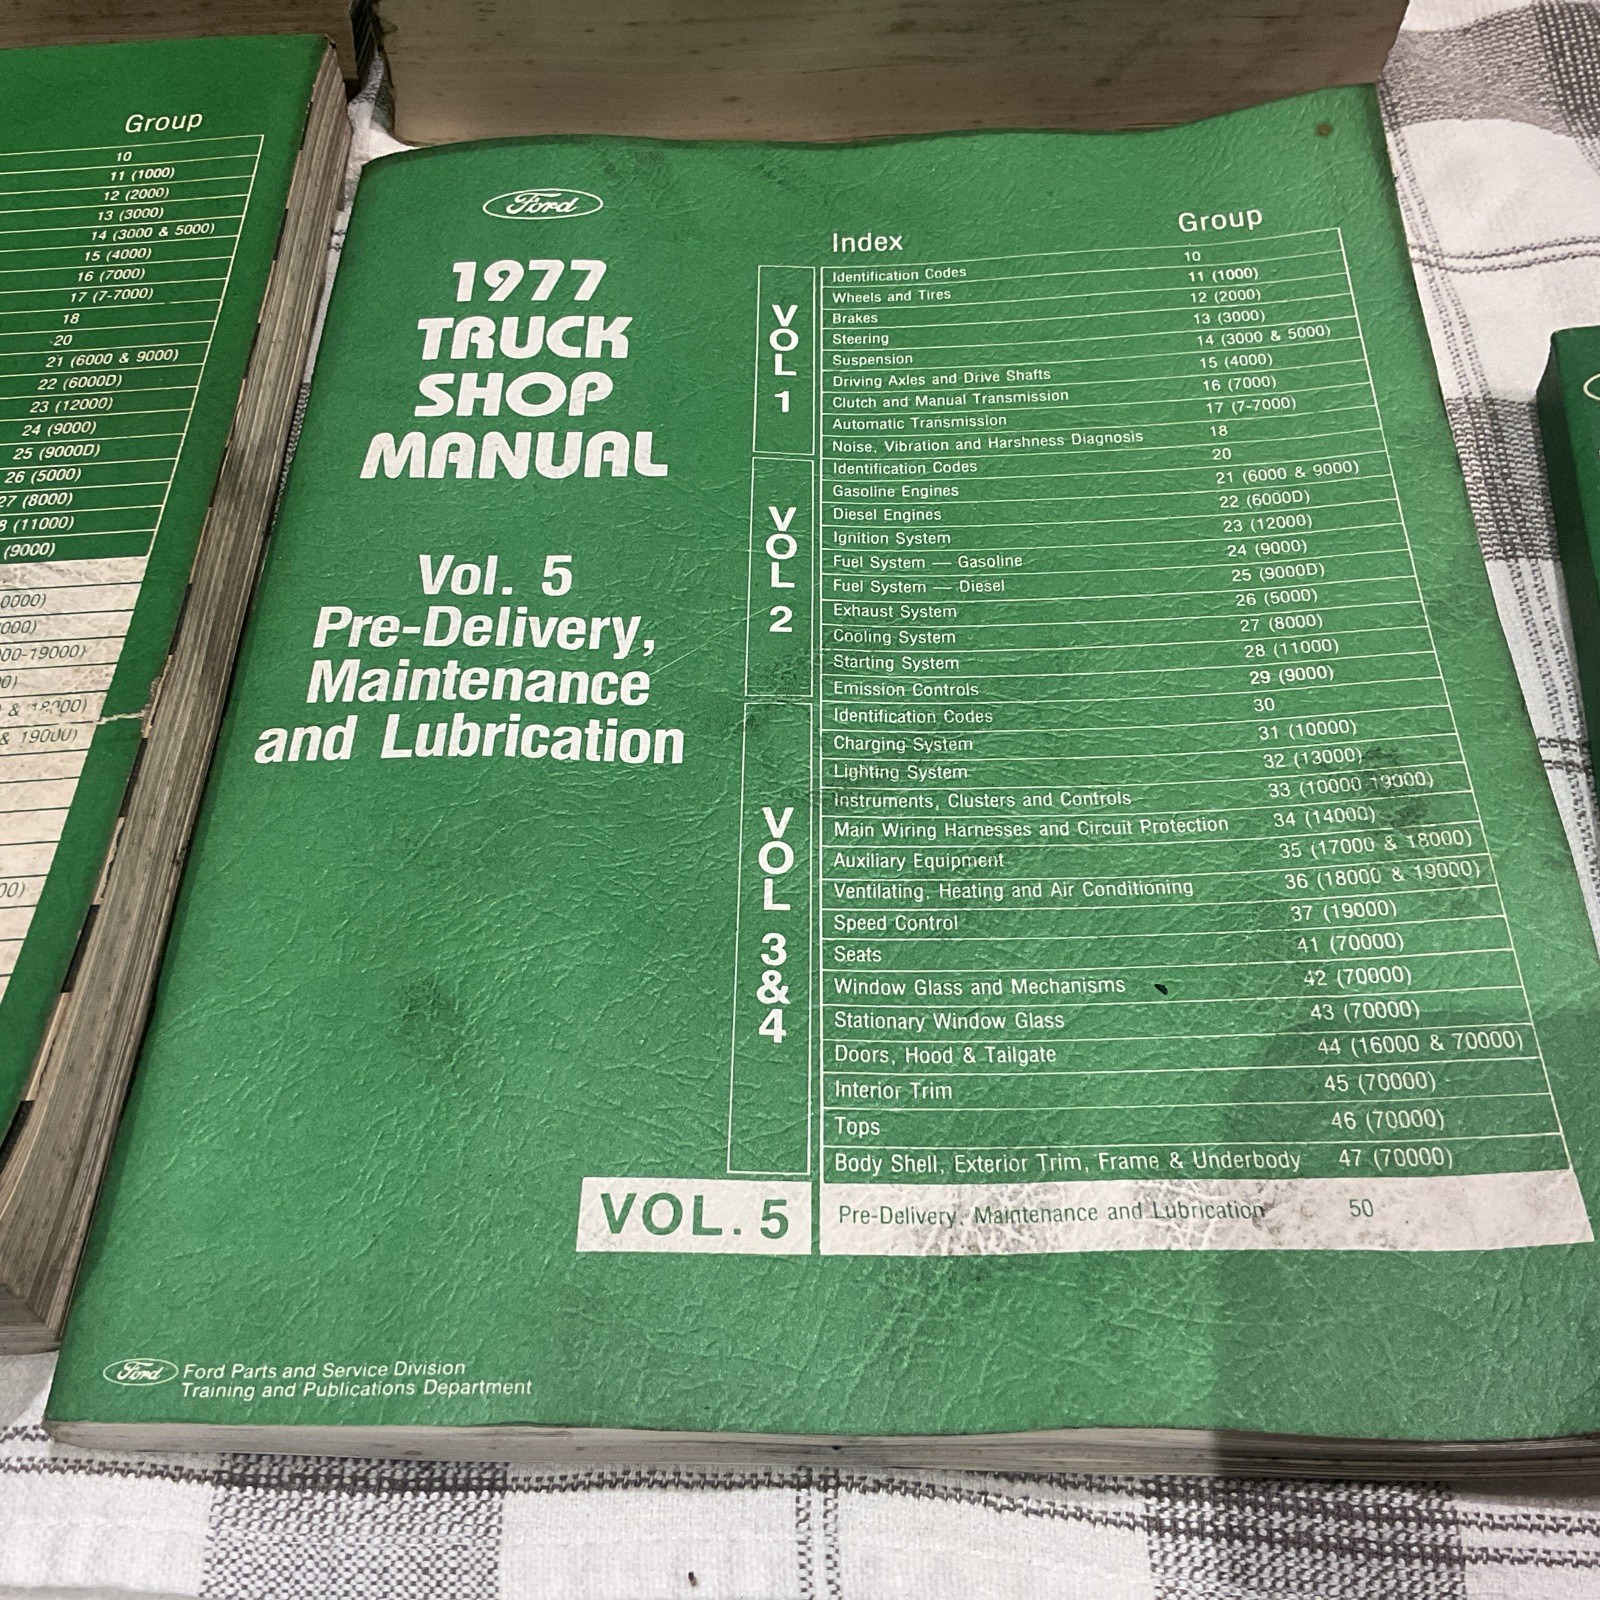 Group
10
11 (1000)
12 (2000)
13 (3000)
14 (3000 & 5000)
15 (4000)
16 (7000)
17 (7-7000)
18
20
21 (6000 & 9000)
22 (6000D)
23 (12000)
24 (9000)
25 (9000D)
26 (5000)
27 (8000)
(11000)
(9000)
& 19000)
Ford
1977
TRUCK
SHOP
MANUAL
Vol. 5
Pre-Delivery,
Maintenance
and Lubrication
Index Group
VOL 1
Identification Codes 10
Wheels and Tires 11 (1000)
Brakes 12 (2000)
Steering 13 (3000)
Suspension 14 (3000 & 5000)
Driving Axles and Drive Shafts 15 (4000)
Clutch and Manual Transmission 16 (7000)
Automatic Transmission 17 (7-7000)
Noise, Vibration and Harshness Diagnosis 18
VOL 2
Identification Codes 20
Gasoline Engines 21 (6000 & 9000)
Diesel Engines 22 (6000D)
Ignition System 23 (12000)
Fuel System — Gasoline 24 (9000)
Fuel System — Diesel 25 (9000D)
Exhaust System 26 (5000)
Cooling System 27 (8000)
Starting System 28 (11000)
Emission Controls 29 (9000)
VOL 3 & 4
Identification Codes 30
Charging System 31 (10000)
Lighting System 32 (13000)
Instruments, Clusters and Controls 33 (10000-19000)
Main Wiring Harnesses and Circuit Protection 34 (14000)
Auxiliary Equipment 35 (17000 & 18000)
Ventilating, Heating and Air Conditioning 36 (18000 & 19000)
Speed Control 37 (19000)
Seats 41 (70000)
Window Glass and Mechanisms 42 (70000)
Stationary Window Glass 43 (70000)
Doors, Hood & Tailgate 44 (16000 & 70000)
Interior Trim 45 (70000)
Tops 46 (70000)
Body Shell, Exterior Trim, Frame & Underbody 47 (70000)
VOL. 5 Pre-Delivery, Maintenance and Lubrication 50
Ford Ford Parts and Service Division
Training and Publications Department